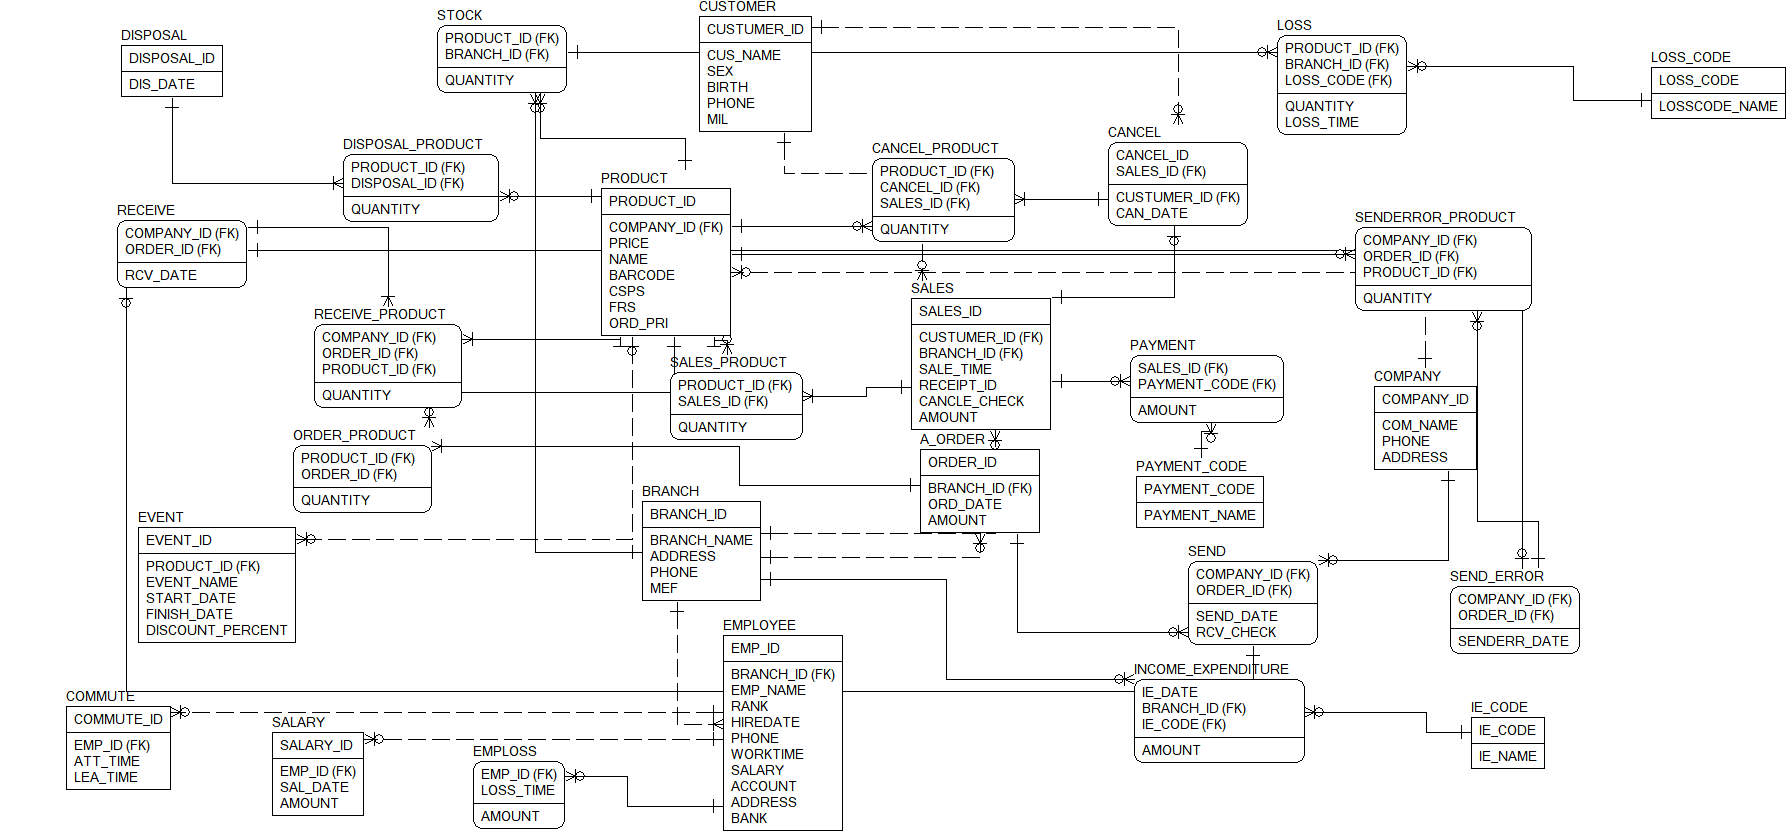 CUSTOMER
CUSTUMER_ID
CUS_NAME
SEX
BIRTH
PHONE
MIL
STOCK
PRODUCT_ID (FK)
BRANCH_ID (FK)
QUANTITY
LOSS
PRODUCT_ID (FK)
BRANCH_ID (FK)
LOSS_CODE (FK)
QUANTITY
LOSS_TIME
DISPOSAL
DISPOSAL_ID
DIS_DATE
LOSS_CODE
LOSS_CODE
LOSSCODE_NAME
DISPOSAL_PRODUCT
PRODUCT_ID (FK)
DISPOSAL_ID (FK)
QUANTITY
CANCEL_PRODUCT
PRODUCT_ID (FK)
CANCEL_ID (FK)
SALES_ID (FK)
QUANTITY
CANCEL
CANCEL_ID
SALES_ID (FK)
CUSTUMER_ID (FK)
CAN_DATE
PRODUCT
PRODUCT_ID
COMPANY_ID (FK)
PRICE
NAME
BARCODE
CSPS
FRS
ORD_PRI
RECEIVE
COMPANY_ID (FK)
ORDER_ID (FK)
RCV_DATE
SENDERROR_PRODUCT
COMPANY_ID (FK)
ORDER_ID (FK)
PRODUCT_ID (FK)
QUANTITY
SALES
SALES_ID
CUSTUMER_ID (FK)
BRANCH_ID (FK)
SALE_TIME
RECEIPT_ID
CANCLE_CHECK
AMOUNT
RECEIVE_PRODUCT
COMPANY_ID (FK)
ORDER_ID (FK)
PRODUCT_ID (FK)
QUANTITY
SALES_PRODUCT
PRODUCT_ID (FK)
SALES_ID (FK)
QUANTITY
PAYMENT
SALES_ID (FK)
PAYMENT_CODE (FK)
AMOUNT
COMPANY
COMPANY_ID
COM_NAME
PHONE
ADDRESS
ORDER_PRODUCT
PRODUCT_ID (FK)
ORDER_ID (FK)
QUANTITY
A_ORDER
ORDER_ID
BRANCH_ID (FK)
ORD_DATE
AMOUNT
PAYMENT_CODE
PAYMENT_CODE
PAYMENT_NAME
BRANCH
BRANCH_ID
BRANCH_NAME
ADDRESS
PHONE
MEF
EVENT
EVENT_ID
PRODUCT_ID (FK)
EVENT_NAME
START_DATE
FINISH_DATE
DISCOUNT_PERCENT
SEND
COMPANY_ID (FK)
ORDER_ID (FK)
SEND_DATE
RCV_CHECK
SEND_ERROR
COMPANY_ID (FK)
ORDER_ID (FK)
SENDERR_DATE
EMPLOYEE
EMP_ID
BRANCH_ID (FK)
EMP_NAME
RANK
HIREDATE
PHONE
WORKTIME
SALARY
ACCOUNT
ADDRESS
BANK
INCOME_EXPENDITURE
IE_DATE
BRANCH_ID (FK)
IE_CODE (FK)
AMOUNT
IE_CODE
IE_CODE
IE_NAME
COMMUTE
COMMUTE_ID
EMP_ID (FK)
ATT_TIME
LEA_TIME
SALARY
SALARY_ID
EMP_ID (FK)
SAL_DATE
AMOUNT
EMPLOSS
EMP_ID (FK)
LOSS_TIME
AMOUNT